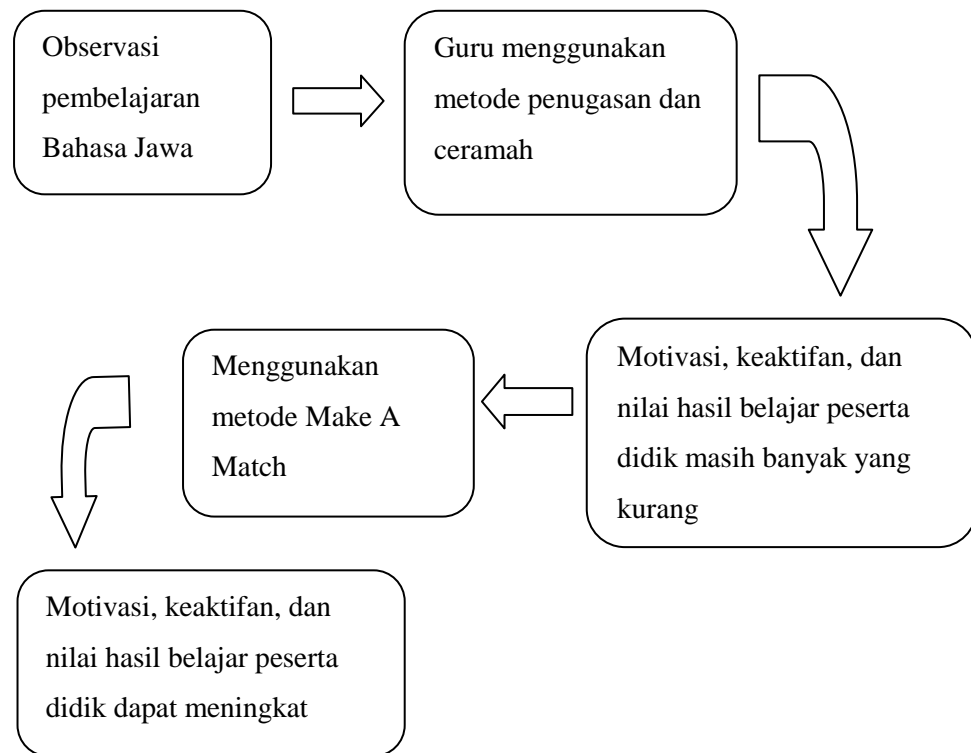 Observasi
pembelajaran
Bahasa Jawa
Guru menggunakan
metode penugasan dan
ceramah
Motivasi, keaktifan, dan
nilai hasil belajar peserta
didik masih banyak yang
kurang
Menggunakan
metode Make A
Match
Motivasi, keaktifan, dan
nilai hasil belajar peserta
didik dapat meningkat